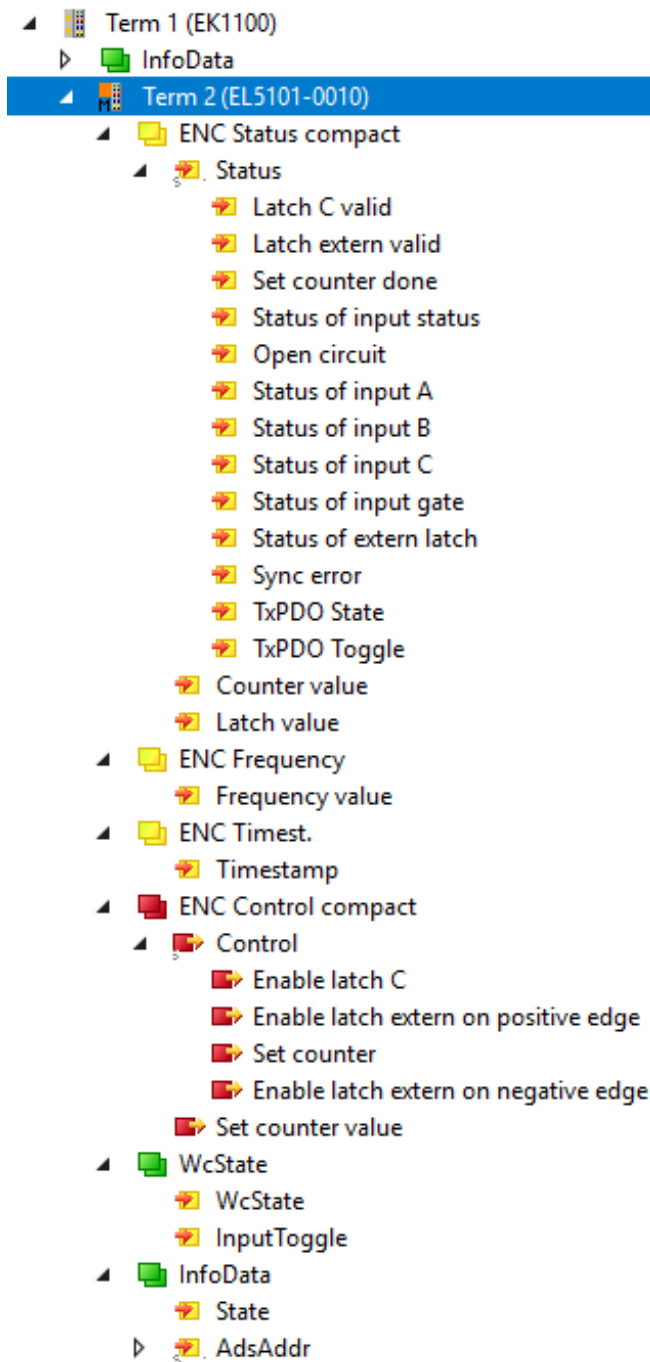 Term 1 (EK1100)
InfoData
Term 2 (EL5101-0010)
ENC Status compact
Status
Latch C valid
Latch extern valid
Set counter done
Status of input status
Open circuit
Status of input A
Status of input B
Status of input C
Status of input gate
Status of extern latch
Sync error
TxPDO State
TxPDO Toggle
Counter value
Latch value
ENC Frequency
Frequency value
ENC Timest.
Timestamp
ENC Control compact
Control
Enable latch C
Enable latch extern on positive edge
Set counter
Enable latch extern on negative edge
Set counter value
WcState
WcState
InputToggle
InfoData
State
AdsAddr